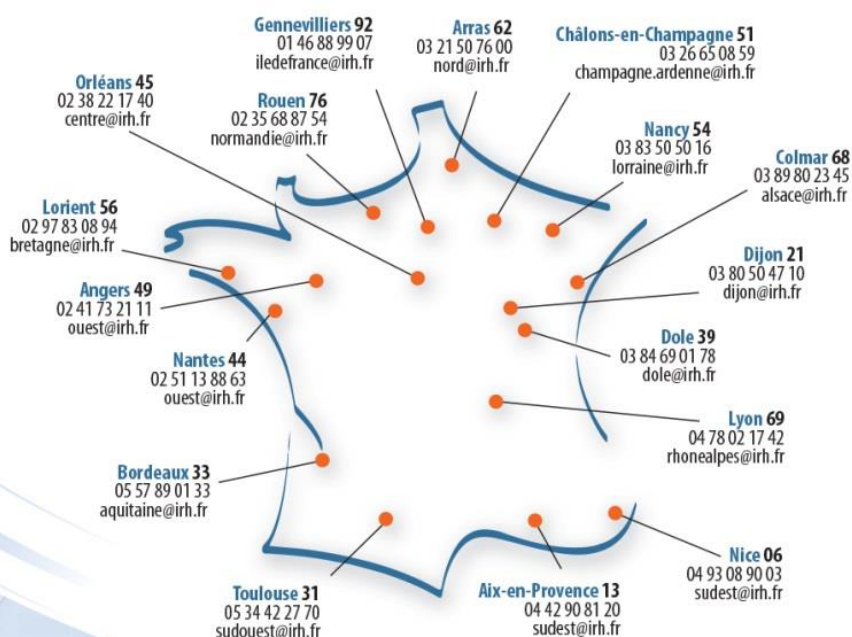 Gennevilliers 92
01 46 88 99 07
iledefrance@irh.fr
Arras 62
03 21 50 76 00
nord@irh.fr
Châlons-en-Champagne 51
03 26 65 08 59
champagne.ardenne@irh.fr
Orléans 45
02 38 22 17 40
centre@irh.fr
Rouen 76
02 35 68 87 54
normandie@irh.fr
Nancy 54
03 83 50 50 16
lorraine@irh.fr
Colmar 68
03 89 80 23 45
alsace@irh.fr
Lorient 56
02 97 83 08 94
bretagne@irh.fr
Dijon 21
03 80 50 47 10
dijon@irh.fr
Angers 49
02 41 73 21 11
ouest@irh.fr
Dole 39
03 84 69 01 78
dole@irh.fr
Nantes 44
02 51 13 88 63
ouest@irh.fr
Lyon 69
04 78 02 17 42
rhonealpes@irh.fr
Bordeaux 33
05 57 89 01 33
aquitaine@irh.fr
Nice 06
04 93 08 90 03
sudest@irh.fr
Toulouse 31
05 34 42 27 70
sudouest@irh.fr
Aix-en-Provence 13
04 42 90 81 20
sudest@irh.fr